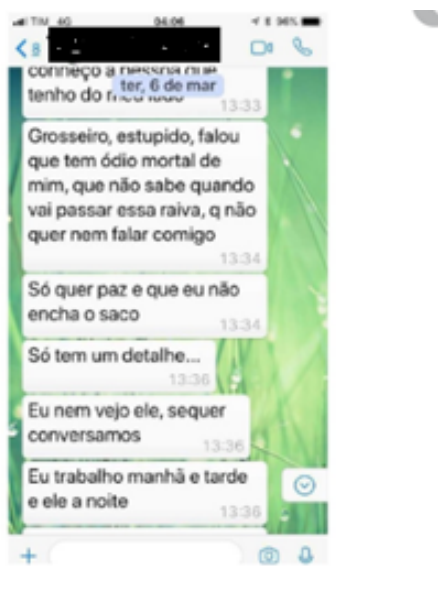 TIM 4G 04:06 96%
8
conheço a pessoa que
ter, 6 de mar
tenho do meu lado
13:33
Grosseiro, estupido, falou
que tem ódio mortal de
mim, que não sabe quando
vai passar essa raiva, q não
quer nem falar comigo
13:34
Só quer paz e que eu não
encha o saco
13:34
Só tem um detalhe...
13:36
Eu nem vejo ele, sequer
conversamos
13:36
Eu trabalho manhã e tarde
e ele a noite
13:36